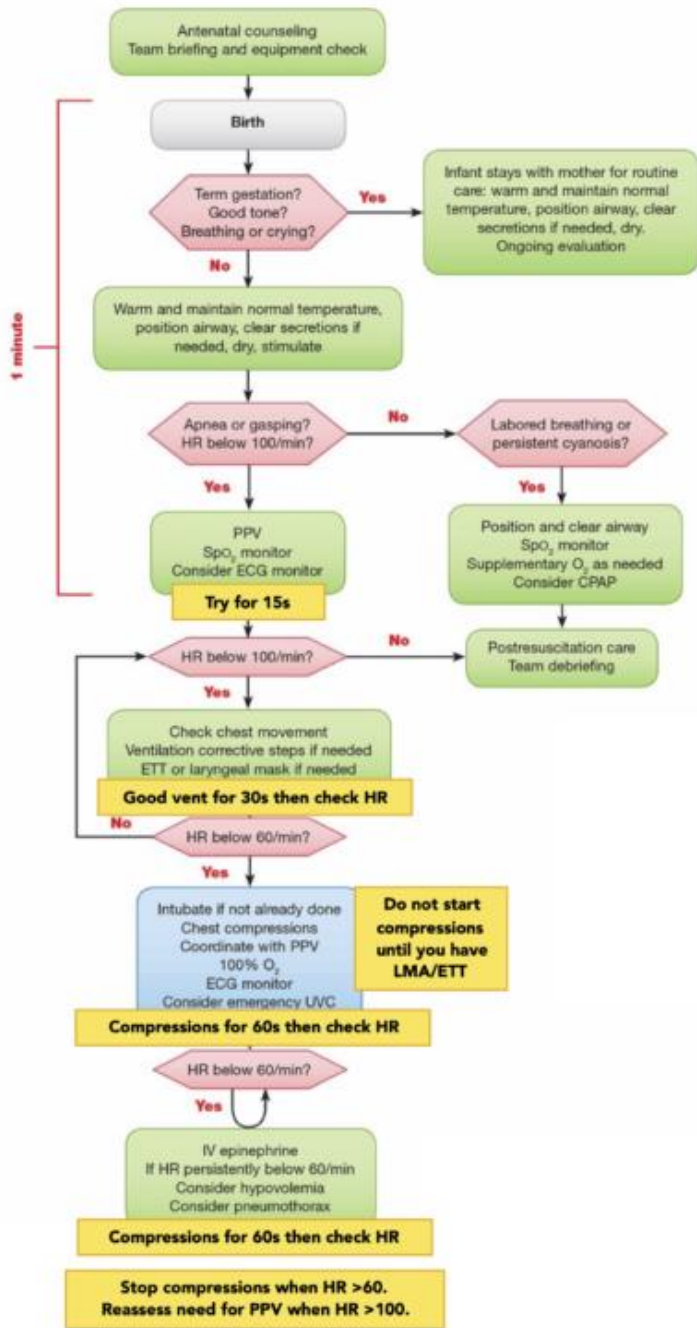 Antenatal counseling
Team briefing and equipment check
1 minute
Birth
Term gestation?
Good tone?
Breathing or crying?
Yes
Infant stays with mother for routine
care: warm and maintain normal
temperature, position airway, clear
secretions if needed, dry.
Ongoing evaluation
No
Warm and maintain normal temperature,
position airway, clear secretions if
needed, dry, stimulate
Apnea or gasping?
HR below 100/min?
No
Labored breathing or
persistent cyanosis?
Yes
Yes
PPV
SpO₂ monitor
Consider ECG monitor
Try for 15s
Position and clear airway
SpO₂ monitor
Supplementary O₂ as needed
Consider CPAP
HR below 100/min?
No
Postresuscitation care
Team debriefing
Yes
Check chest movement
Ventilation corrective steps if needed
ETT or laryngeal mask if needed
Good vent for 30s then check HR
No
HR below 60/min?
Yes
Intubate if not already done
Chest compressions
Coordinate with PPV
100% O₂
ECG monitor
Consider emergency UVC
Do not start
compressions
until you have
LMA/ETT
Compressions for 60s then check HR
HR below 60/min?
Yes
IV epinephrine
If HR persistently below 60/min
Consider hypovolemia
Consider pneumothorax
Compressions for 60s then check HR
Stop compressions when HR >60.
Reassess need for PPV when HR >100.